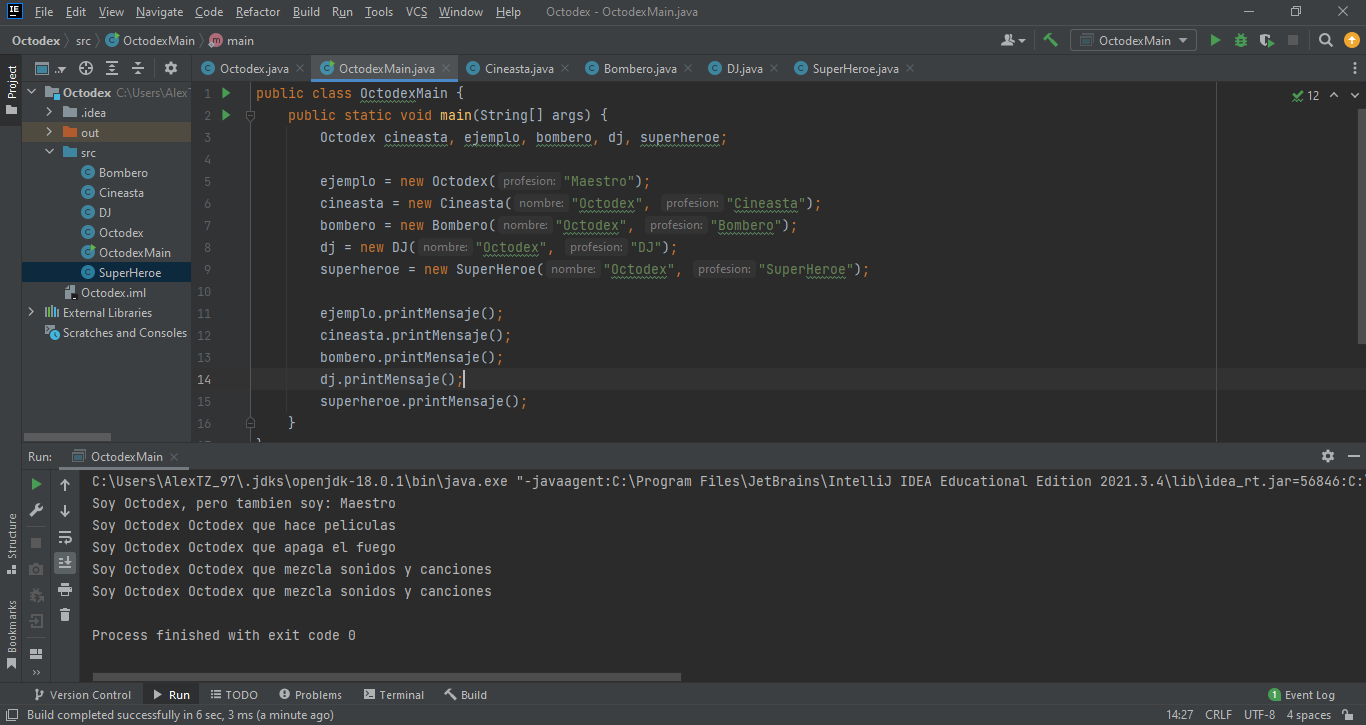 File Edit View Navigate Code Refactor Build Run Tools VCS Window Help Octodex - OctodexMain.java
Octodex src OctodexMain main OctodexMain
Project
Octodex.java OctodexMain.java Cineasta.java Bombero.java DJ.java SuperHeroe.java
Octodex C:\Users\Alex
.idea
out
src
Bombero
Cineasta
DJ
Octodex
OctodexMain
SuperHeroe
Octodex.iml
External Libraries
Scratches and Consoles
12
1 public class OctodexMain {
2 public static void main(String[] args) {
3 Octodex cineasta, ejemplo, bombero, dj, superheroe;
4
5 ejemplo = new Octodex( profesion: "Maestro");
6 cineasta = new Cineasta( nombre: "Octodex", profesion: "Cineasta");
7 bombero = new Bombero( nombre: "Octodex", profesion: "Bombero");
8 dj = new DJ( nombre: "Octodex", profesion: "DJ");
9 superheroe = new SuperHeroe( nombre: "Octodex", profesion: "SuperHeroe");
10
11 ejemplo.printMensaje();
12 cineasta.printMensaje();
13 bombero.printMensaje();
14 dj.printMensaje();
15 superheroe.printMensaje();
16 }
Run: OctodexMain
C:\Users\AlexTZ_97\.jdks\openjdk-18.0.1\bin\java.exe "-javaagent:C:\Program Files\JetBrains\IntelliJ IDEA Educational Edition 2021.3.4\lib\idea_rt.jar=56846:C:
Soy Octodex, pero tambien soy: Maestro
Soy Octodex Octodex que hace peliculas
Soy Octodex Octodex que apaga el fuego
Soy Octodex Octodex que mezcla sonidos y canciones
Soy Octodex Octodex que mezcla sonidos y canciones
Process finished with exit code 0
Structure
Bookmarks
Version Control Run TODO Problems Terminal Build 1 Event Log
Build completed successfully in 6 sec, 3 ms (a minute ago) 14:27 CRLF UTF-8 4 spaces